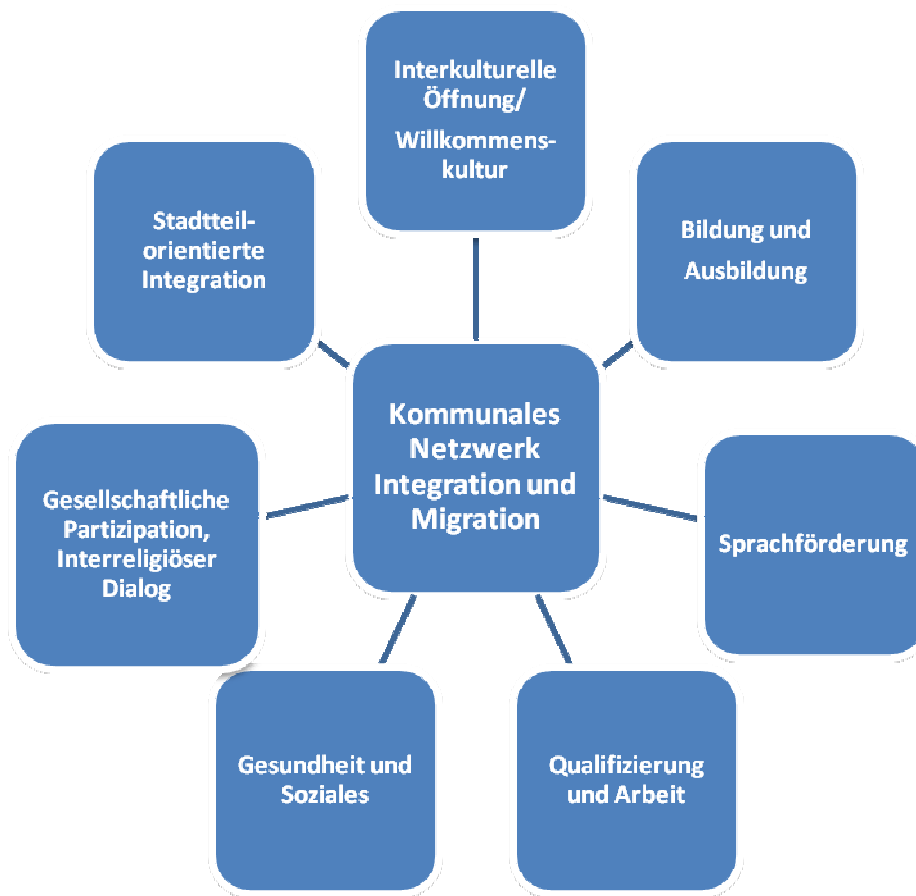 Interkulturelle
Öffnung/
Willkommens-
kultur
Bildung und
Ausbildung
Sprachförderung
Qualifizierung
und Arbeit
Gesundheit und
Soziales
Gesellschaftliche
Partizipation,
Interreligiöser
Dialog
Stadtteil-
orientierte
Integration
Kommunales
Netzwerk
Integration und
Migration